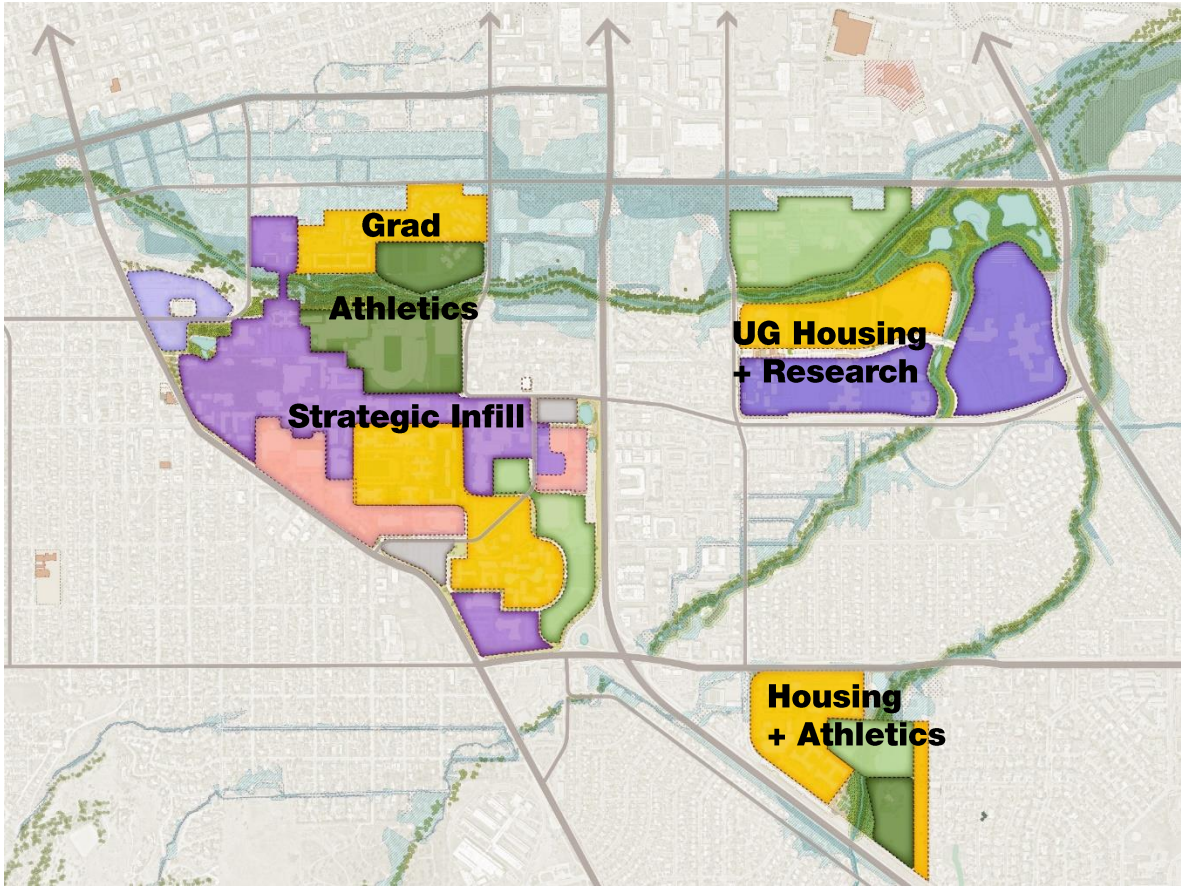 Grad
Athletics
UG Housing
+ Research
Strategic Infill
Housing
+ Athletics